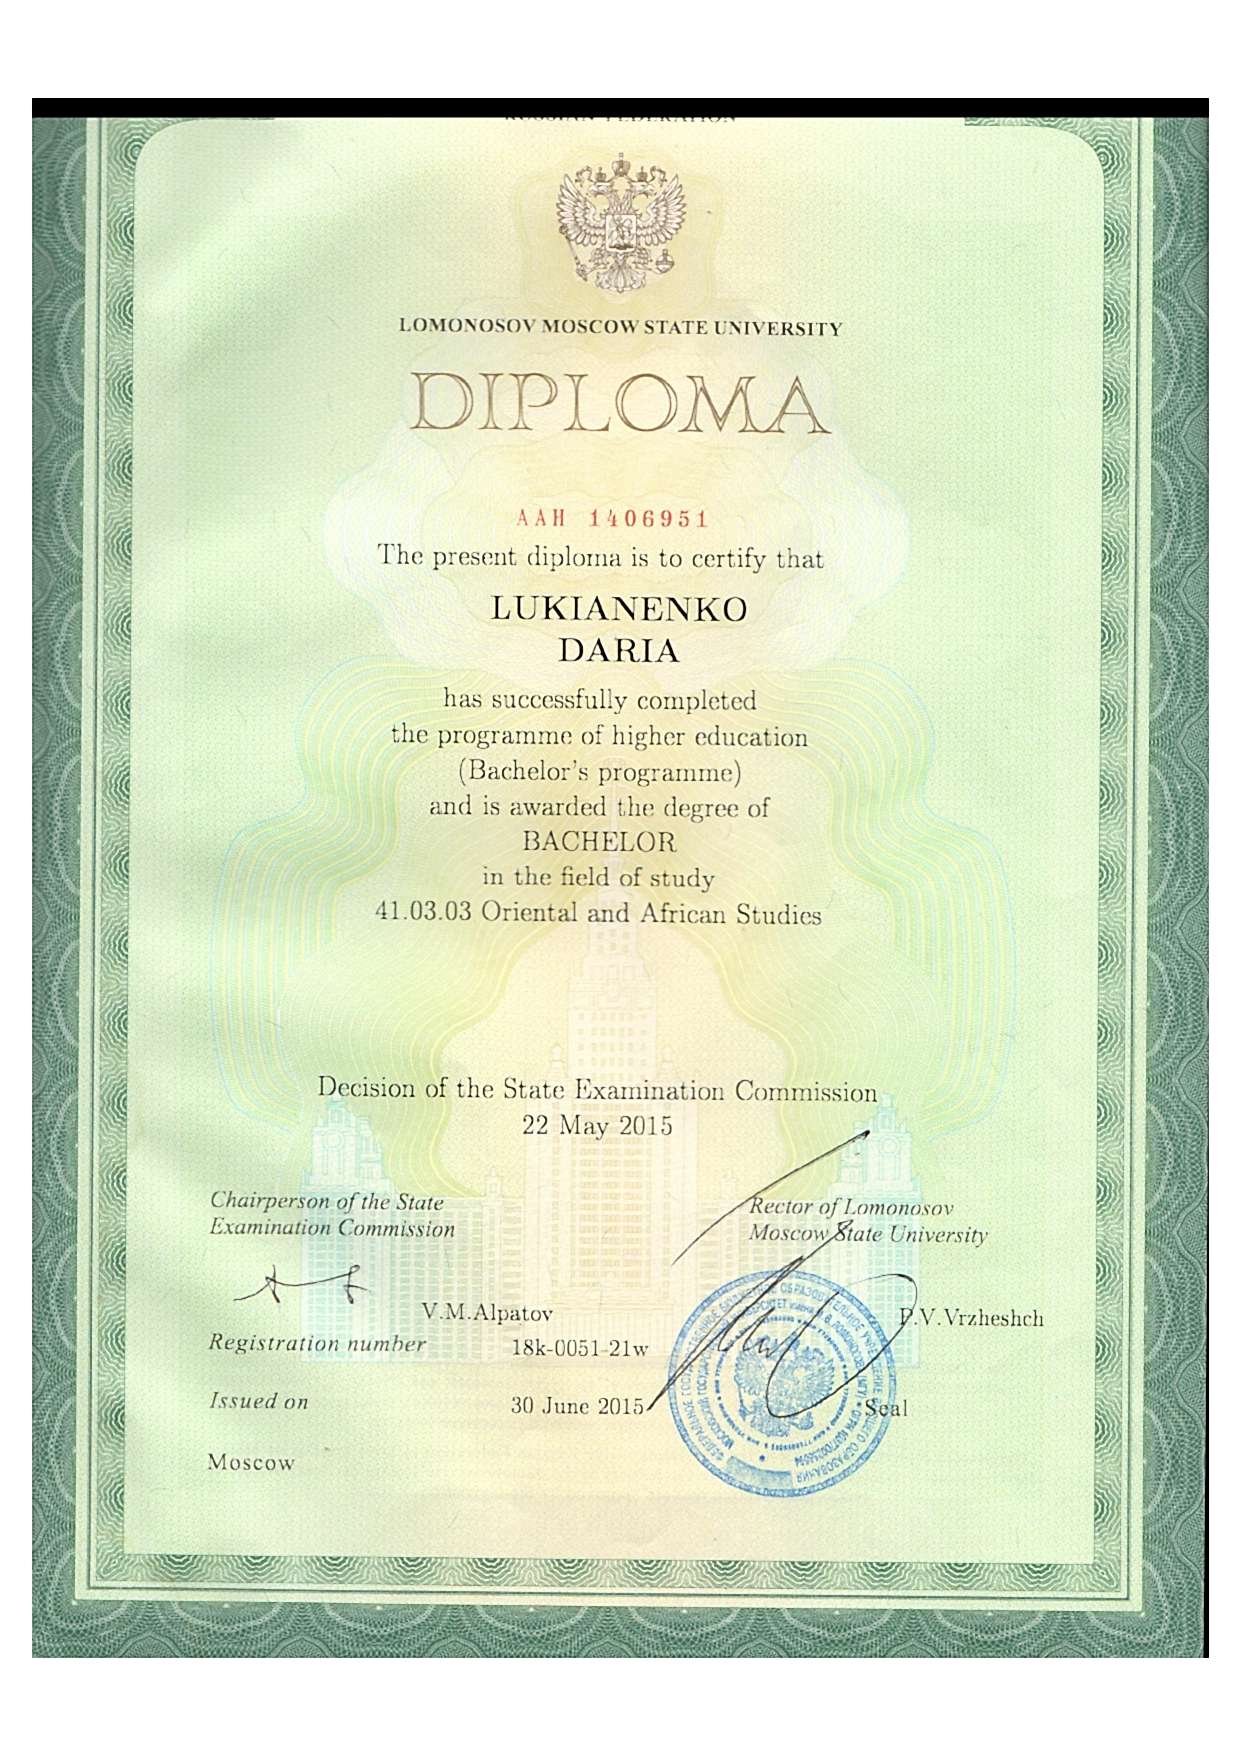 RUSSIAN FEDERATION
LOMONOSOV MOSCOW STATE UNIVERSITY
DIPLOMA
ААН 1406951
The present diploma is to certify that
LUKIANENKO
DARIA
has successfully completed
the programme of higher education
(Bachelor's programme)
and is awarded the degree of
BACHELOR
in the field of study
41.03.03 Oriental and African Studies
Decision of the State Examination Commission
22 May 2015
Chairperson of the State
Examination Commission
V.M.Alpatov
Rector of Lomonosov
Moscow State University
P.V.Vrzheshch
Registration number 18k-0051-21w
Issued on 30 June 2015
Seal
Moscow